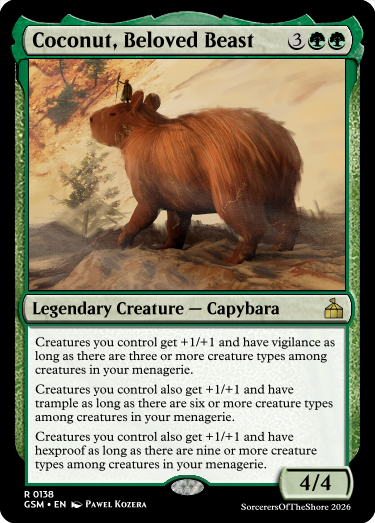 Coconut, Beloved Beast 3
Legendary Creature — Capybara
Creatures you control get +1/+1 and have vigilance as
long as there are three or more creature types among
creatures in your menagerie.
Creatures you control also get +1/+1 and have
trample as long as there are six or more creature types
among creatures in your menagerie.
Creatures you control also get +1/+1 and have
hexproof as long as there are nine or more creature
types among creatures in your menagerie.
4/4
R 0138
GSM • EN Pawel Kozera
SorcerersOfTheShore 2026